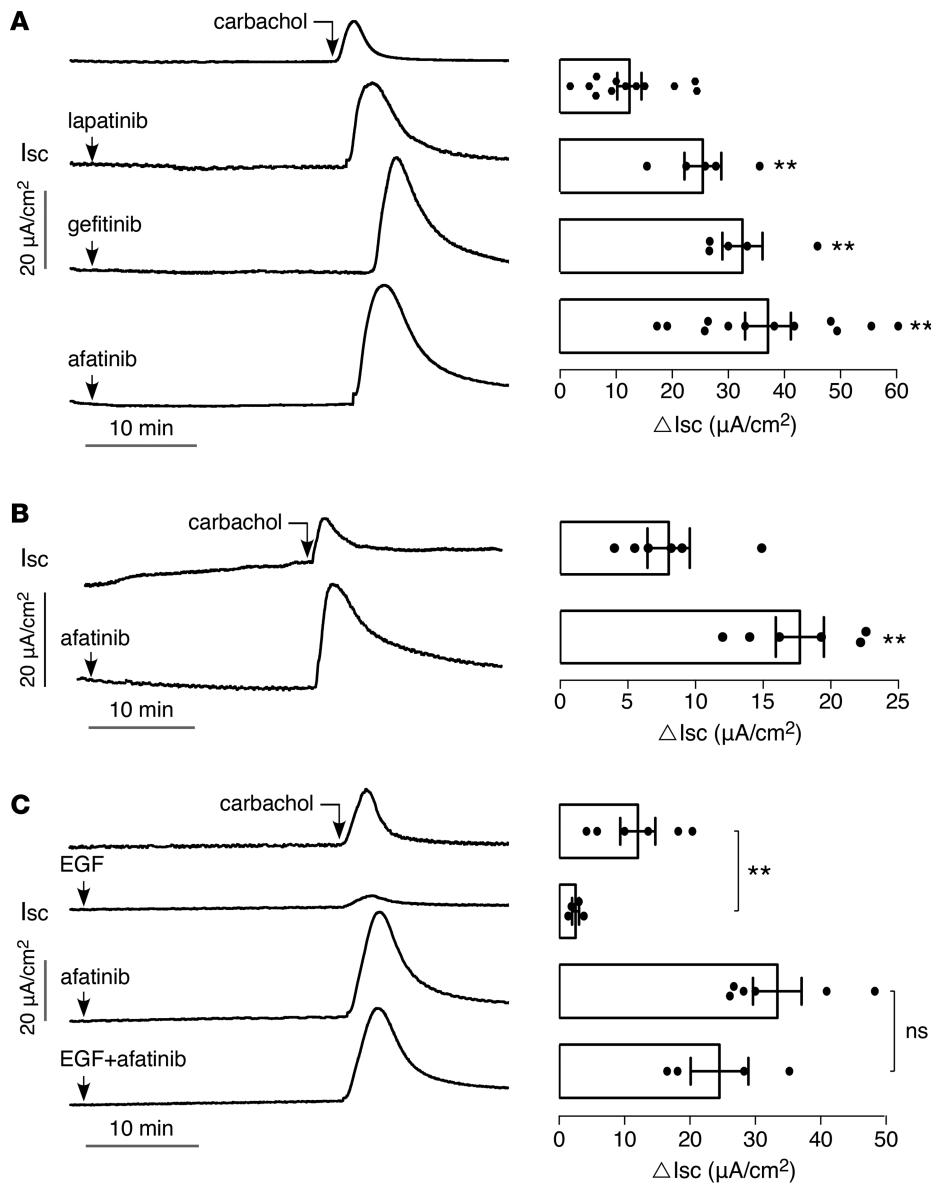 A
carbachol
lapatinib
Isc
20 µA/cm²
gefitinib
afatinib
10 min
**
**
**
0 10 20 30 40 50 60
△Isc (µA/cm²)
B
carbachol
Isc
20 µA/cm²
afatinib
10 min
**
0 5 10 15 20 25
△Isc (µA/cm²)
C
carbachol
EGF
Isc
20 µA/cm²
afatinib
EGF+afatinib
10 min
**
ns
0 10 20 30 40 50
△Isc (µA/cm²)